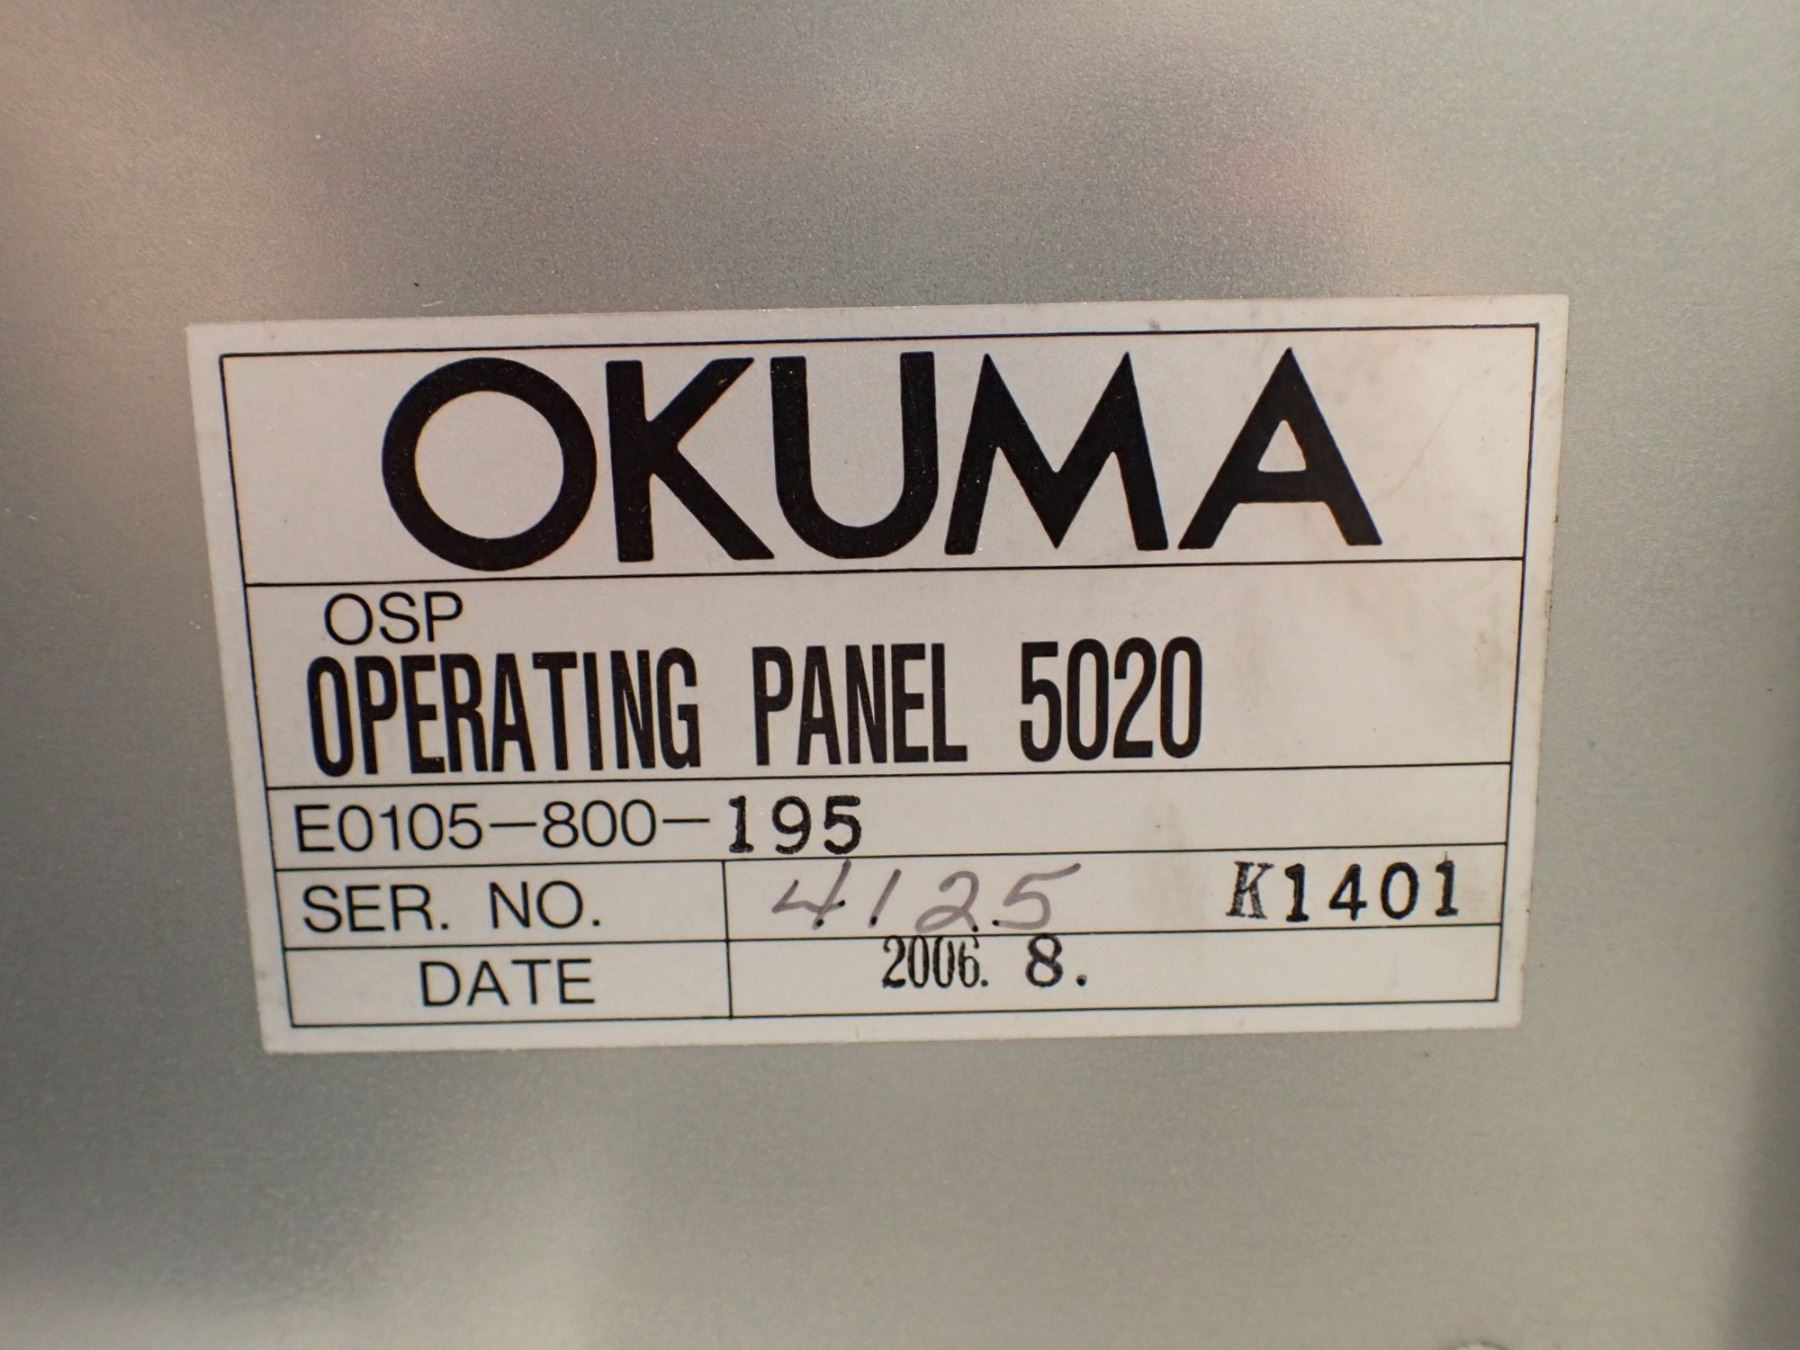 OKUMA
OSP
OPERATING PANEL 5020
E0105-800-195
SER. NO. 4125 K1401
DATE 2006. 8.